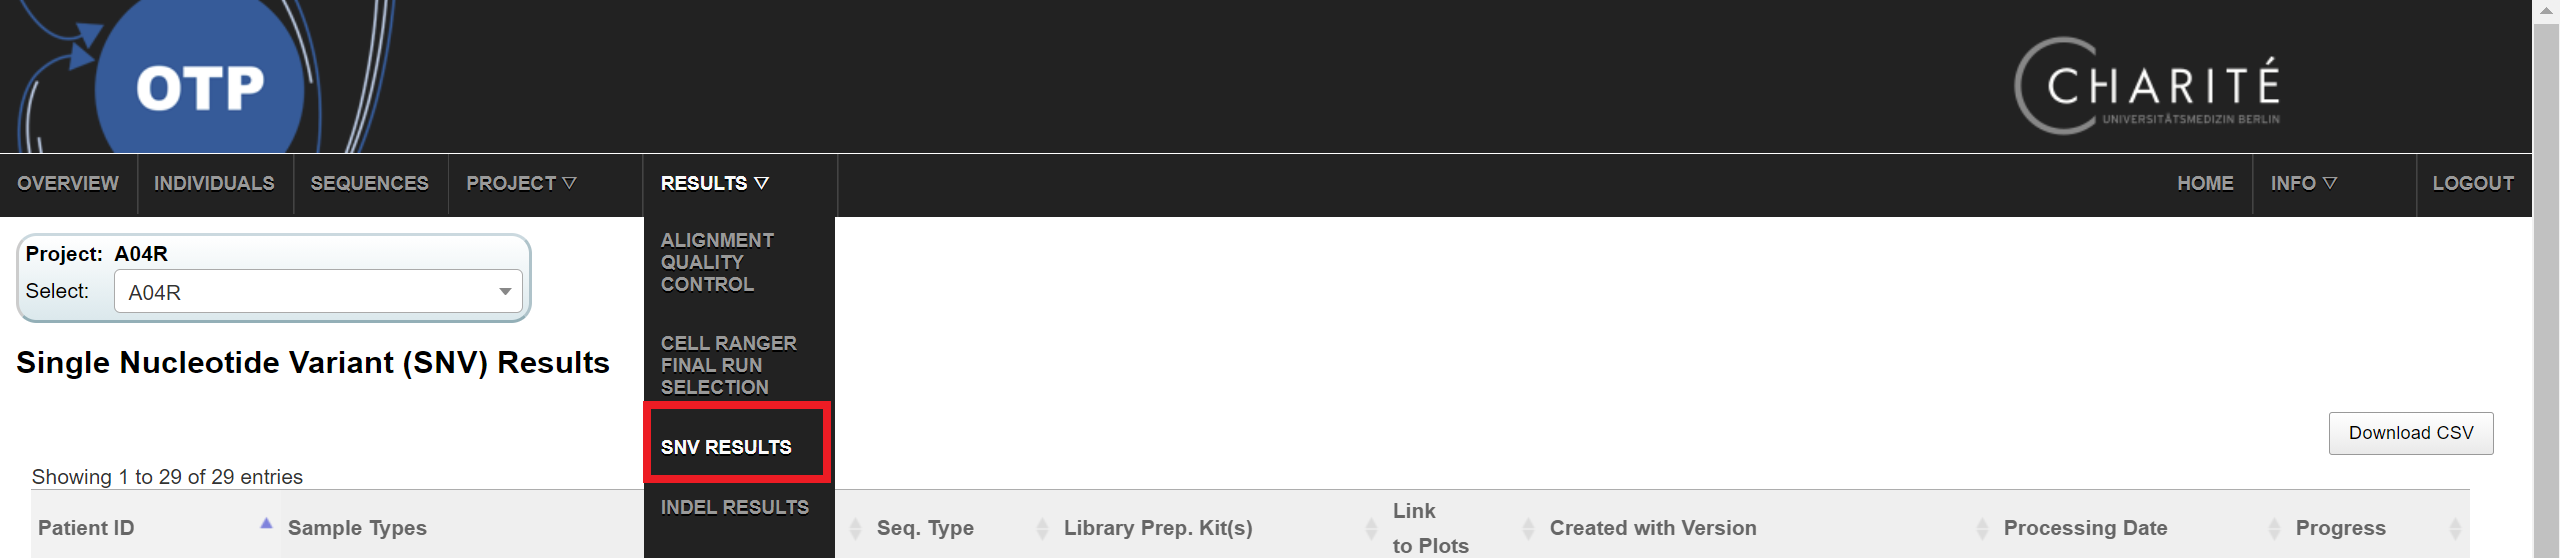 OTP
CHARITÉ
UNIVERSITÄTSMEDIZIN BERLIN
OVERVIEW INDIVIDUALS SEQUENCES PROJECT ▽ RESULTS ▽ HOME INFO ▽ LOGOUT
Project: A04R
Select: A04R
ALIGNMENT
QUALITY
CONTROL
CELL RANGER
FINAL RUN
SELECTION
SNV RESULTS
INDEL RESULTS
Single Nucleotide Variant (SNV) Results
Download CSV
Showing 1 to 29 of 29 entries
Patient ID Sample Types Seq. Type Library Prep. Kit(s) Link
to Plots Created with Version Processing Date Progress